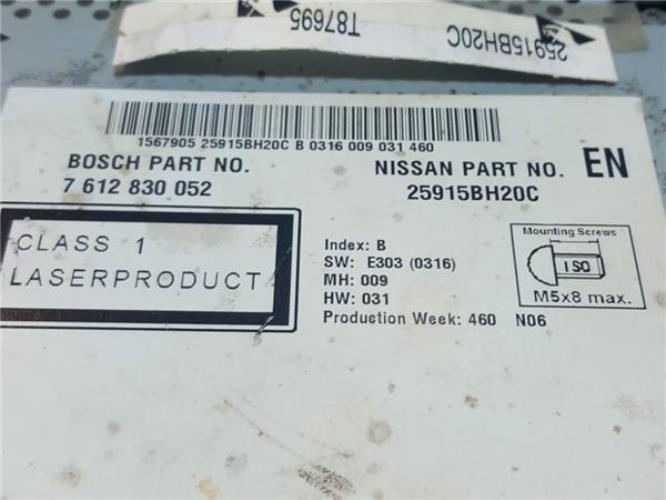 25915BH20C
T87695
1567905 25915BH20C B 0316 009 031 460
BOSCH PART NO.
7 612 830 052
NISSAN PART NO.
25915BH20C
EN
CLASS 1
LASERPRODUCT
Index: B
SW: E303 (0316)
MH: 009
HW: 031
Production Week: 460 N06
Mounting Screws
ISO
M5x8 max.